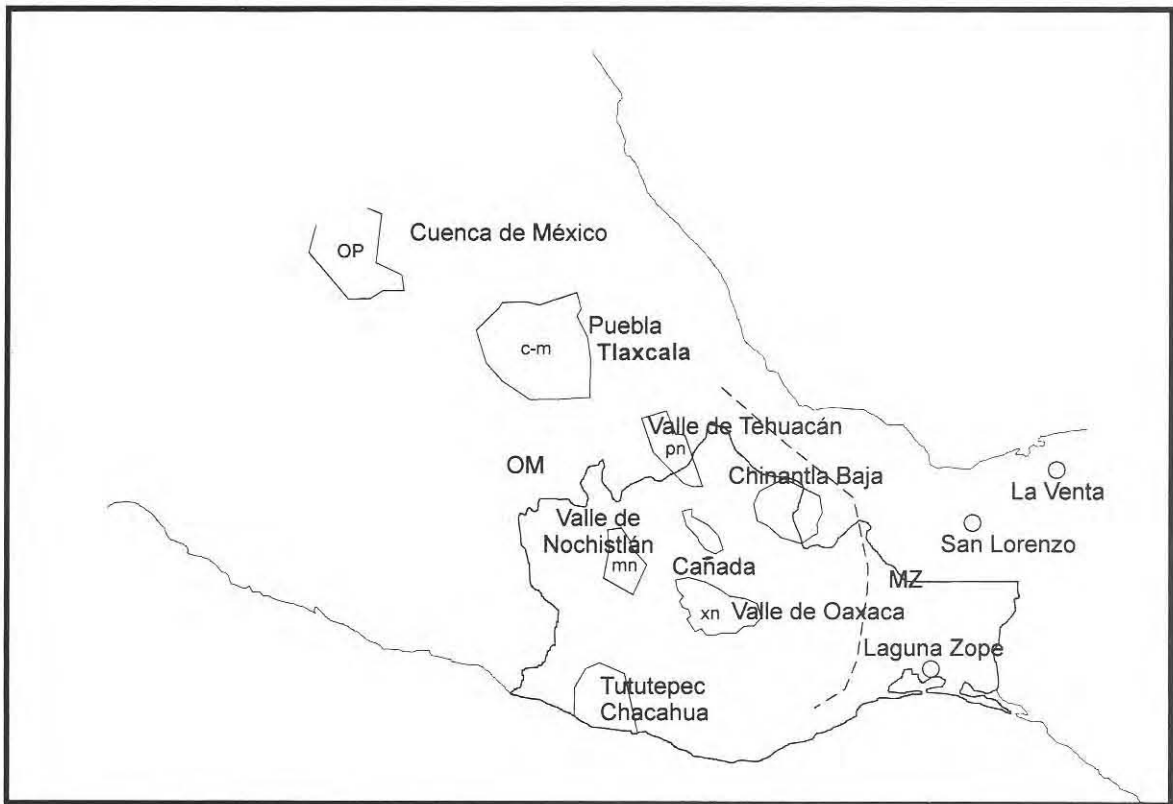 Cuenca de México
OP
Puebla
Tlaxcala
c-m
Valle de Tehuacán
pn
OM
Chinantla Baja
La Venta
Valle de
Nochistlán
mn
San Lorenzo
Cañada
MZ
xn
Valle de Oaxaca
Laguna Zope
Tututepec
Chacahua